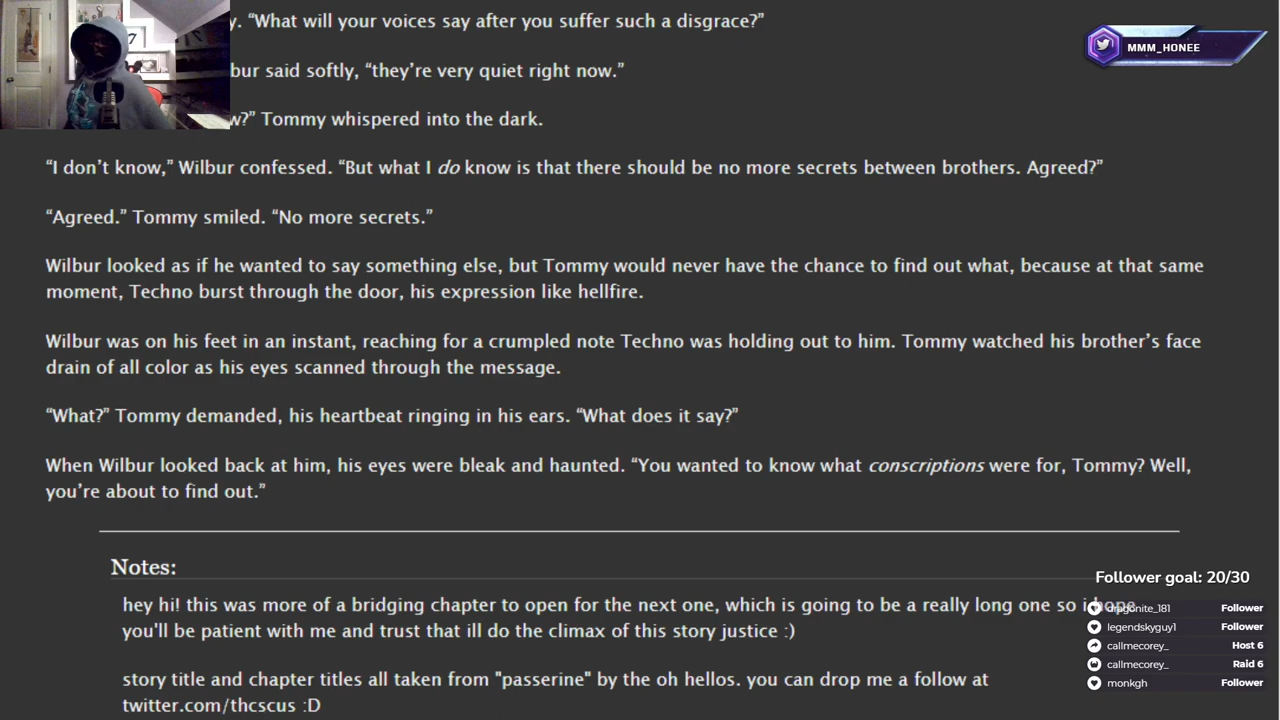 y. “What will your voices say after you suffer such a disgrace?”
MMM_HONEE
bur said softly, “they’re very quiet right now.”
w?” Tommy whispered into the dark.
“I don’t know,” Wilbur confessed. “But what I do know is that there should be no more secrets between brothers. Agreed?”
“Agreed.” Tommy smiled. “No more secrets.”
Wilbur looked as if he wanted to say something else, but Tommy would never have the chance to find out what, because at that same
moment, Techno burst through the door, his expression like hellfire.
Wilbur was on his feet in an instant, reaching for a crumpled note Techno was holding out to him. Tommy watched his brother’s face
drain of all color as his eyes scanned through the message.
“What?” Tommy demanded, his heartbeat ringing in his ears. “What does it say?”
When Wilbur looked back at him, his eyes were bleak and haunted. “You wanted to know what conscriptions were for, Tommy? Well,
you’re about to find out.”
Notes:
hey hi! this was more of a bridging chapter to open for the next one, which is going to be a really long one so i hope
you'll be patient with me and trust that ill do the climax of this story justice :)
story title and chapter titles all taken from "passerine" by the oh hellos. you can drop me a follow at
twitter.com/thcscus :D
Follower goal: 20/30
dragonite_181 Follower
legendskyguy1 Follower
callmecorey_ Host 6
callmecorey_ Raid 6
monkgh Follower